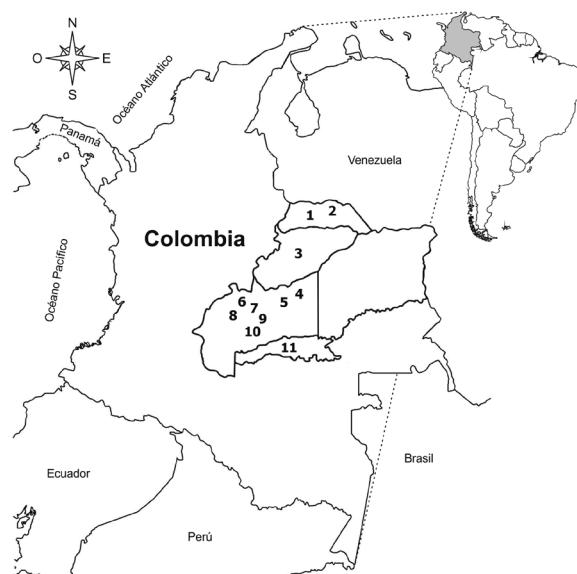 N
O E
S
Océano Atlántico
Panamá
Venezuela
1 2
Colombia
3
Océano Pacífico
4
5
6
7
8
9
10
11
Ecuador
Brasil
Perú